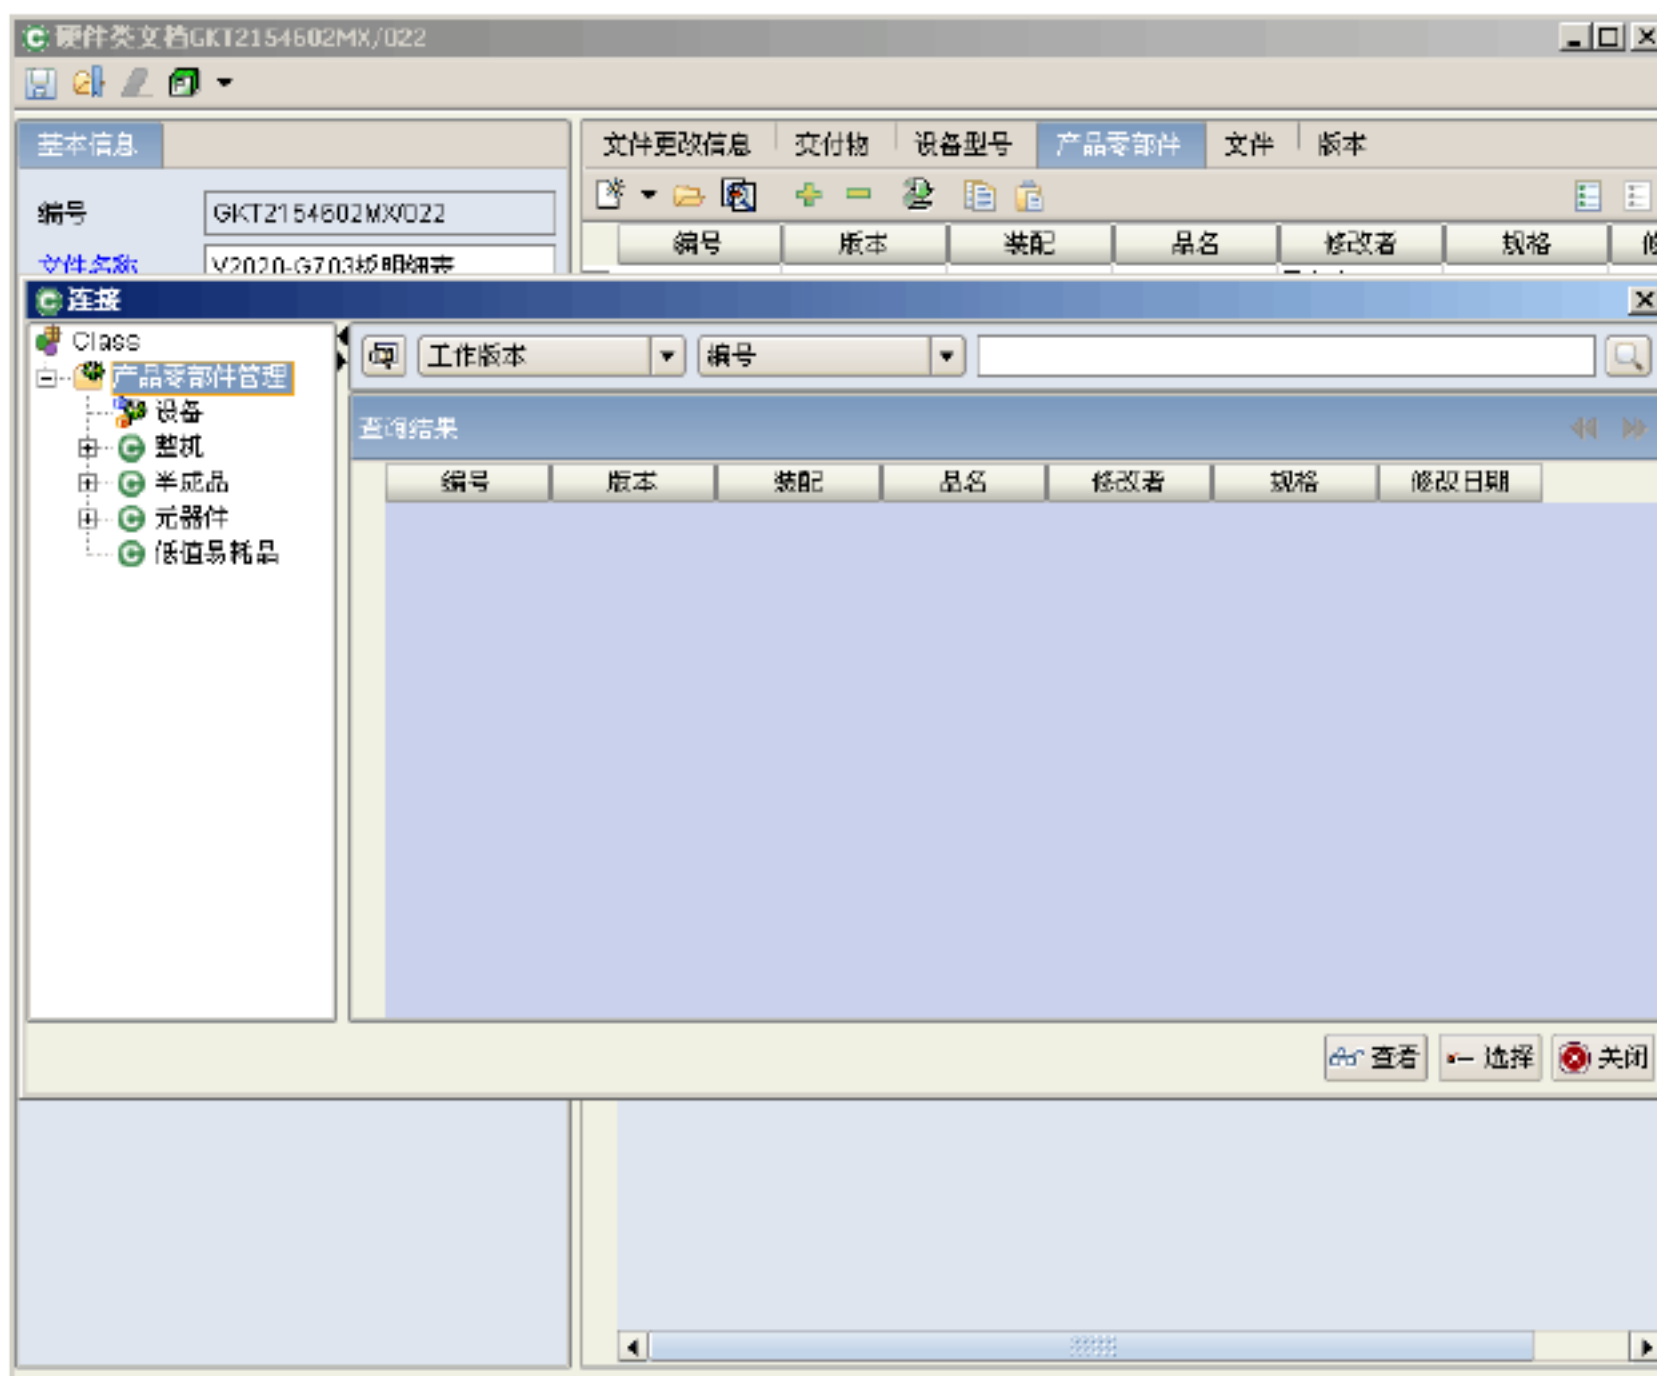 硬件类文档GKT2154602MX/022
基本信息
文件更改信息 交付物 设备型号 产品零部件 文件 版本
编号 GKT2154602MX/022
编号 版本 装配 品名 修改者 规格
文件名称 V2020-G703板明细表
连接
Class
工作版本 编号
产品零部件管理
设备
整机
半成品
元器件
低值易耗品
查询结果
编号 版本 装配 品名 修改者 规格 修改日期
查看 选择 关闭